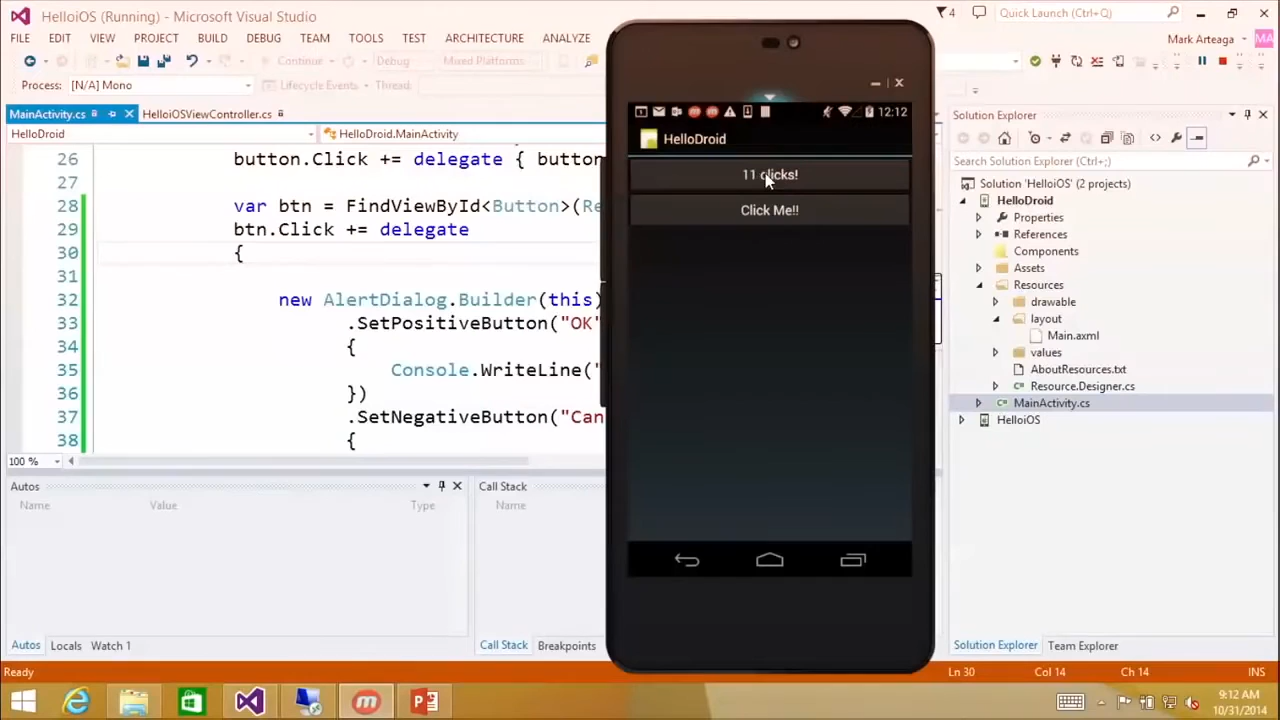 HelloiOS (Running) - Microsoft Visual Studio
4
Quick Launch (Ctrl+Q)
FILE EDIT VIEW PROJECT BUILD DEBUG TEAM TOOLS TEST ARCHITECTURE ANALYZE
Mark Arteaga
MA
Continue
Debug
Mixed Platforms
Process: [N/A] Mono
Lifecycle Events
Thread:
MainActivity.cs
HelloiOSViewController.cs
HelloDroid
HelloDroid.MainActivity
26 button.Click += delegate { button
27
28 var btn = FindViewById<Button>(Re
29 btn.Click += delegate
30 {
31
32 new AlertDialog.Builder(this)
33 .SetPositiveButton("OK"
34 {
35 Console.WriteLine("
36 })
37 .SetNegativeButton("Can
38 {
100 %
Autos
Name Value Type
Autos Locals Watch 1
Call Stack
Name
Call Stack Breakpoints
12:12
HelloDroid
11 clicks!
Click Me!!
Solution Explorer
Search Solution Explorer (Ctrl+;)
Solution 'HelloiOS' (2 projects)
HelloDroid
Properties
References
Components
Assets
Resources
drawable
layout
Main.axml
values
AboutResources.txt
Resource.Designer.cs
MainActivity.cs
HelloiOS
Solution Explorer Team Explorer
Ready
Ln 30 Col 14 Ch 14 INS
9:12 AM
10/31/2014